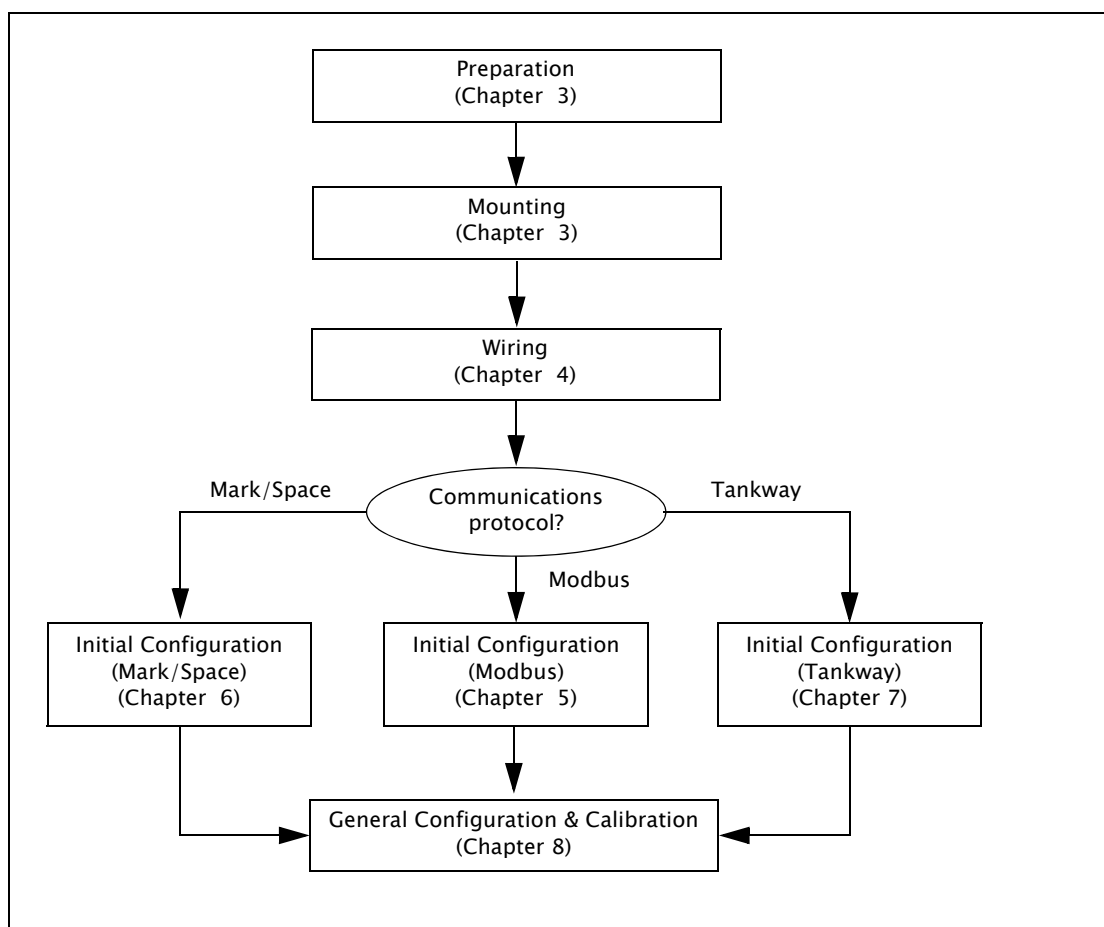 Preparation
(Chapter 3)
Mounting
(Chapter 3)
Wiring
(Chapter 4)
Mark/Space
Communications
protocol?
Tankway
Modbus
Initial Configuration
(Mark/Space)
(Chapter 6)
Initial Configuration
(Modbus)
(Chapter 5)
Initial Configuration
(Tankway)
(Chapter 7)
General Configuration & Calibration
(Chapter 8)